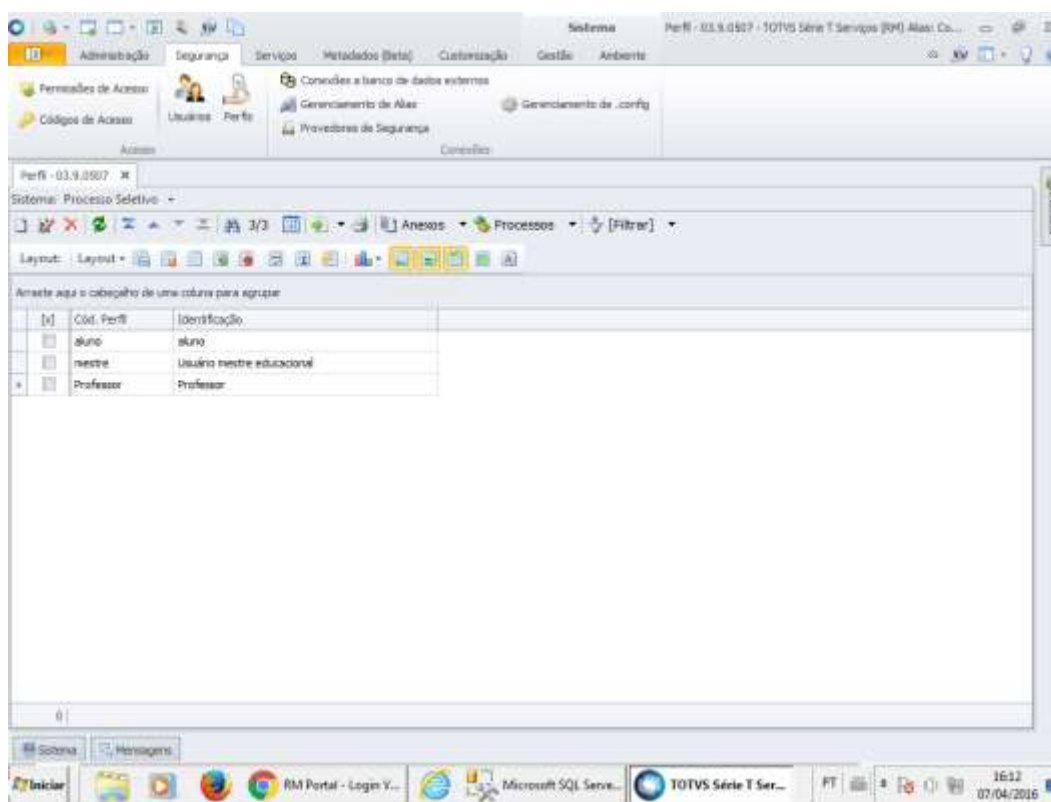 Sistema
Perfil - 03.9.0507 - TOTVS Série T Serviços (RM) Alias: Co...
Administração Segurança Serviços Metadados (Beta) Customização Gestão Ambiente
Permissões de Acesso
Códigos de Acesso
Usuários Perfis
Conexões a banco de dados externos
Gerenciamento de Alias
Provedores de Segurança
Gerenciamento de .config
Acesso Conexões
Perfil - 03.9.0507
Sistema: Processo Seletivo
3/3 Anexos Processos [Filtrar]
Layout: Layout
Arraste aqui o cabeçalho de uma coluna para agrupar
[x] Cód. Perfil Identificação
aluno aluno
mestre Usuário mestre educacional
Professor Professor
0
Sistema Mensagens
Iniciar RM Portal - Login V... Microsoft SQL Serve... TOTVS Série T Ser... PT 16:12
07/04/2016